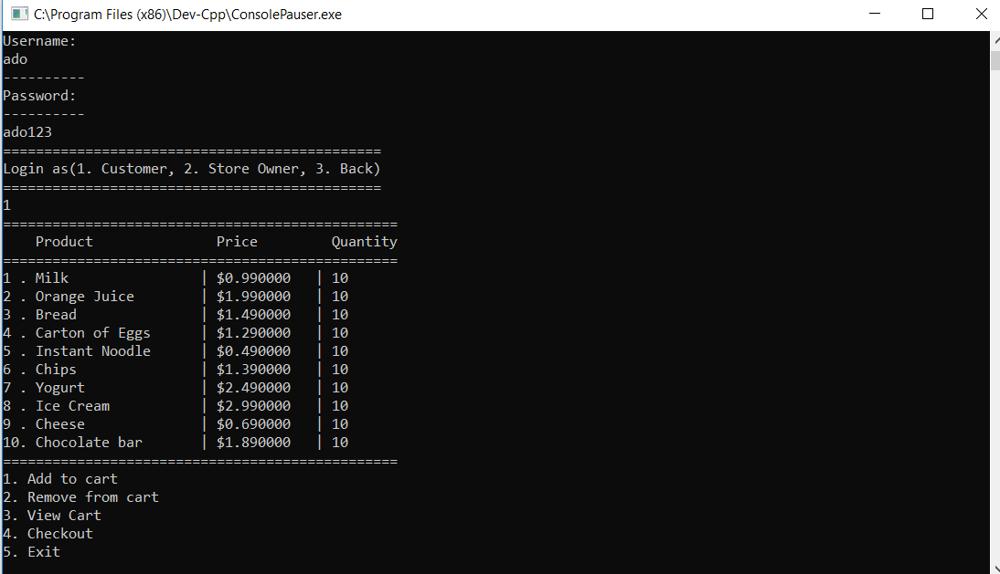 C:\Program Files (x86)\Dev-Cpp\ConsolePauser.exe
Username:
ado
----------
Password:
----------
ado123
==============================================
Login as(1. Customer, 2. Store Owner, 3. Back)
==============================================
1
================================================
    Product               Price         Quantity
================================================
1 . Milk                | $0.990000   | 10
2 . Orange Juice        | $1.990000   | 10
3 . Bread               | $1.490000   | 10
4 . Carton of Eggs      | $1.290000   | 10
5 . Instant Noodle      | $0.490000   | 10
6 . Chips               | $1.390000   | 10
7 . Yogurt              | $2.490000   | 10
8 . Ice Cream           | $2.990000   | 10
9 . Cheese              | $0.690000   | 10
10. Chocolate bar       | $1.890000   | 10
================================================
1. Add to cart
2. Remove from cart
3. View Cart
4. Checkout
5. Exit